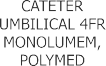 CATETER
UMBILICAL 4FR
MONOLUMEM,
POLYMED